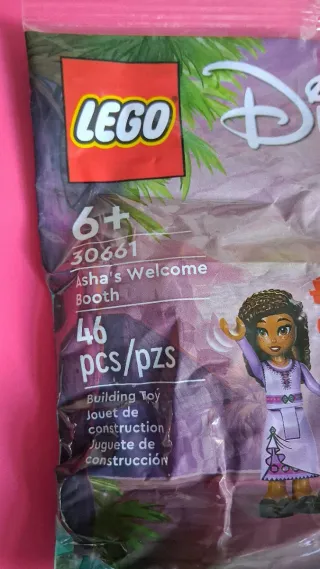 LEGO
6+
30661
Asha's Welcome
Booth
46
pcs/pzs
Building Toy
Jouet de
construction
Juguete de
construcción